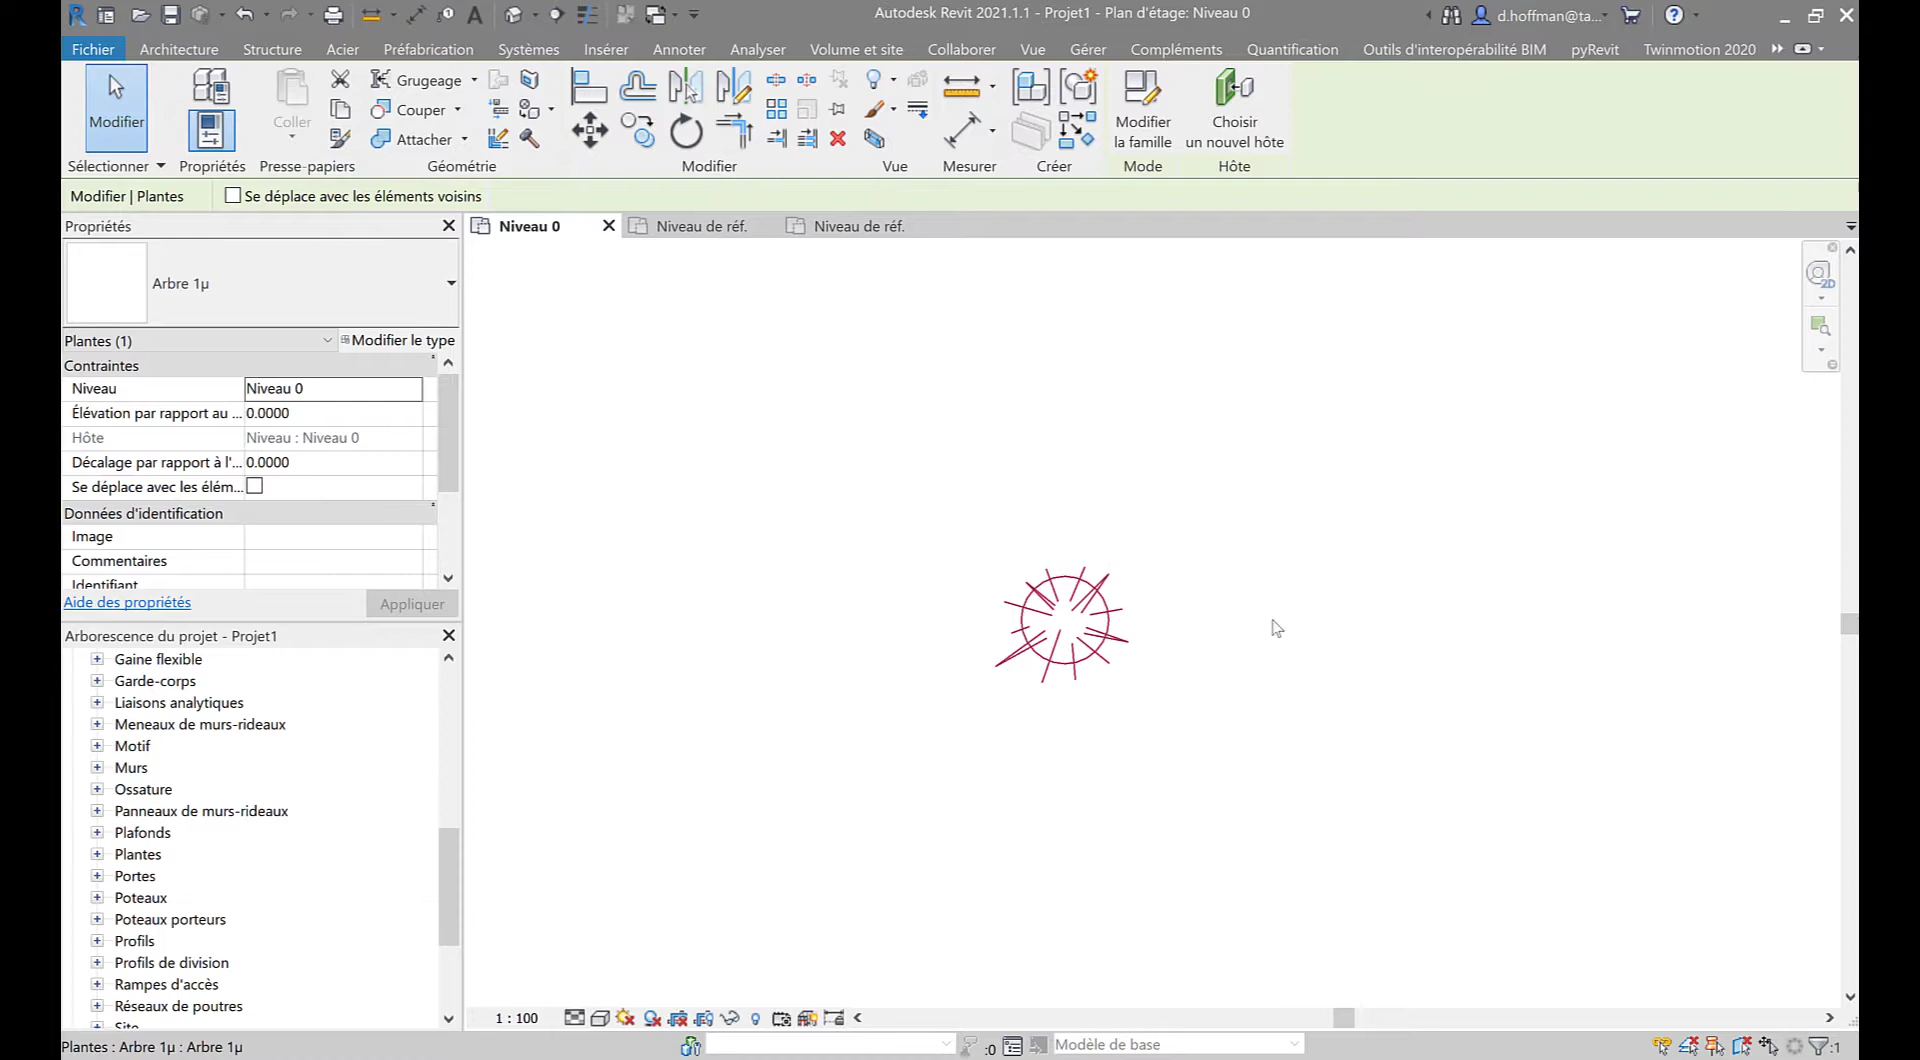 Autodesk Revit 2021.1.1 - Projet1 - Plan d'étage: Niveau 0
d.hoffman@ta...
Fichier Architecture Structure Acier Préfabrication Systèmes Insérer Annoter Analyser Volume et site Collaborer Vue Gérer Compléments Quantification Outils d'interopérabilité BIM pyRevit Twinmotion 2020
Modifier
Coller
Grugeage
Couper
Attacher
Modifier
la famille
Choisir
un nouvel hôte
Sélectionner Propriétés Presse-papiers Géométrie Modifier Vue Mesurer Créer Mode Hôte
Modifier | Plantes Se déplace avec les éléments voisins
Propriétés
Niveau 0 Niveau de réf. Niveau de réf.
2D
Arbre 1µ
Plantes (1) Modifier le type
Contraintes
Niveau Niveau 0
Élévation par rapport au ... 0.0000
Hôte Niveau : Niveau 0
Décalage par rapport à l'... 0.0000
Se déplace avec les élém...
Données d'identification
Image
Commentaires
Identifiant
Aide des propriétés Appliquer
Arborescence du projet - Projet1
Gaine flexible
Garde-corps
Liaisons analytiques
Meneaux de murs-rideaux
Motif
Murs
Ossature
Panneaux de murs-rideaux
Plafonds
Plantes
Portes
Poteaux
Poteaux porteurs
Profils
Profils de division
Rampes d'accès
Réseaux de poutres
Site
1 : 100
Plantes : Arbre 1µ : Arbre 1µ :0 Modèle de base :1